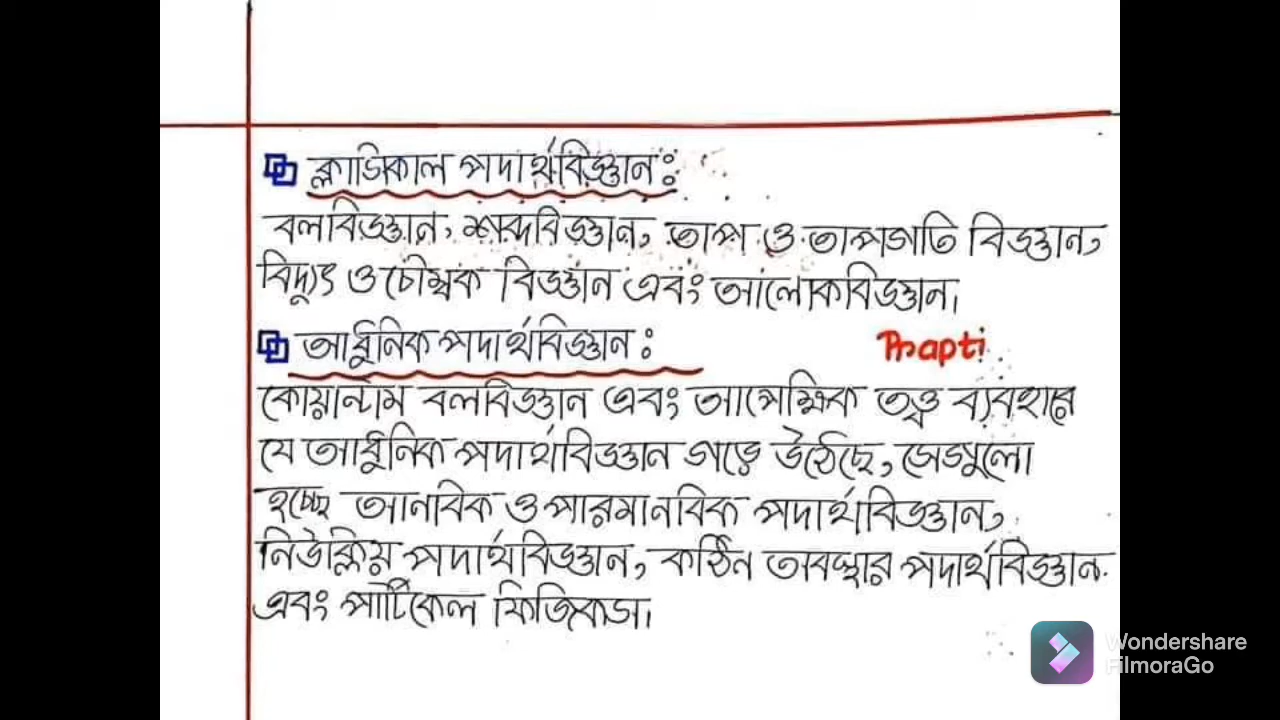 ক্লাসিকাল পদার্থবিজ্ঞানঃ
বলবিজ্ঞান, শব্দবিজ্ঞান, তাপ ও তাপগতি বিজ্ঞান,
বিদ্যুৎ ও চৌম্বক বিজ্ঞান এবং আলোকবিজ্ঞান।
আধুনিক পদার্থবিজ্ঞানঃ
Prapti
কোয়ান্টাম বলবিজ্ঞান এবং আপেক্ষিক তত্ত্ব ব্যবহারে
যে আধুনিক পদার্থবিজ্ঞান গড়ে উঠেছে, সেগুলো
হচ্ছে আনবিক ও পারমানবিক পদার্থবিজ্ঞান,
নিউক্লিয় পদার্থবিজ্ঞান, কঠিন অবস্থার পদার্থবিজ্ঞান
এবং পার্টিকেল ফিজিকস।
Wondershare
FilmoraGo